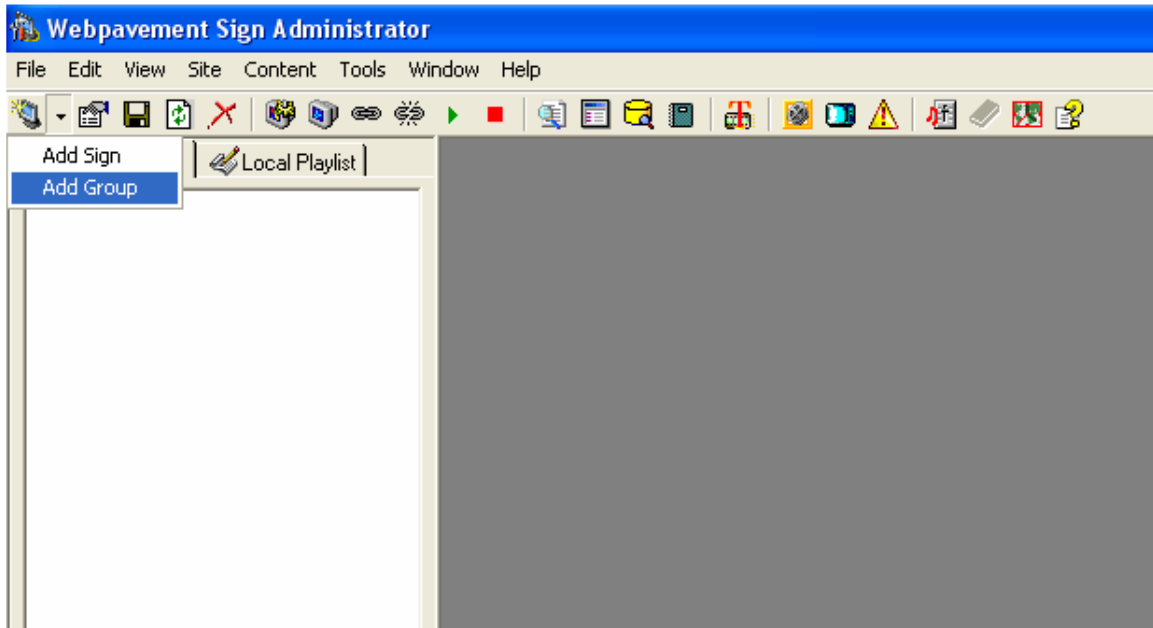 Webpavement Sign Administrator
File Edit View Site Content Tools Window Help
Add Sign
Local Playlist
Add Group